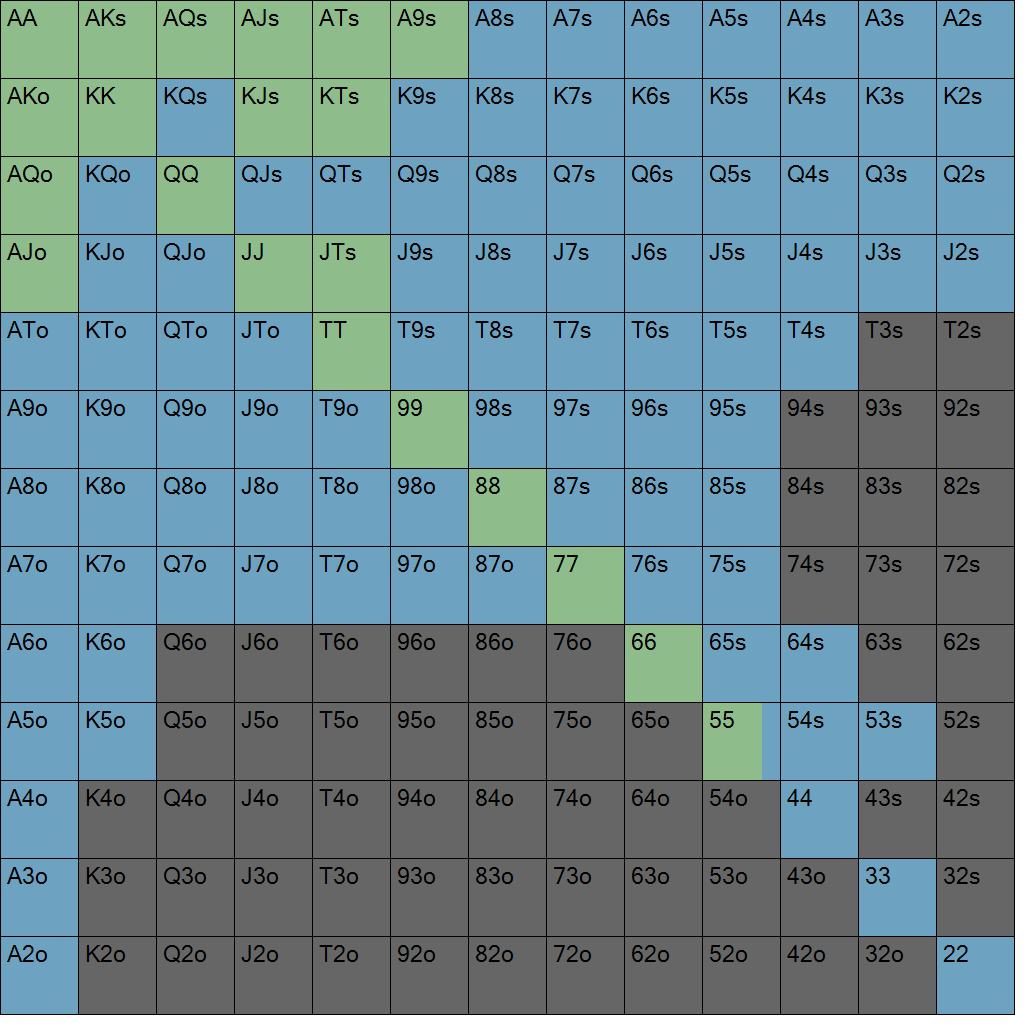 AA AKs AQs AJs ATs A9s A8s A7s A6s A5s A4s A3s A2s
AKo KK KQs KJs KTs K9s K8s K7s K6s K5s K4s K3s K2s
AQo KQo QQ QJs QTs Q9s Q8s Q7s Q6s Q5s Q4s Q3s Q2s
AJo KJo QJo JJ JTs J9s J8s J7s J6s J5s J4s J3s J2s
ATo KTo QTo JTo TT T9s T8s T7s T6s T5s T4s T3s T2s
A9o K9o Q9o J9o T9o 99 98s 97s 96s 95s 94s 93s 92s
A8o K8o Q8o J8o T8o 98o 88 87s 86s 85s 84s 83s 82s
A7o K7o Q7o J7o T7o 97o 87o 77 76s 75s 74s 73s 72s
A6o K6o Q6o J6o T6o 96o 86o 76o 66 65s 64s 63s 62s
A5o K5o Q5o J5o T5o 95o 85o 75o 65o 55 54s 53s 52s
A4o K4o Q4o J4o T4o 94o 84o 74o 64o 54o 44 43s 42s
A3o K3o Q3o J3o T3o 93o 83o 73o 63o 53o 43o 33 32s
A2o K2o Q2o J2o T2o 92o 82o 72o 62o 52o 42o 32o 22